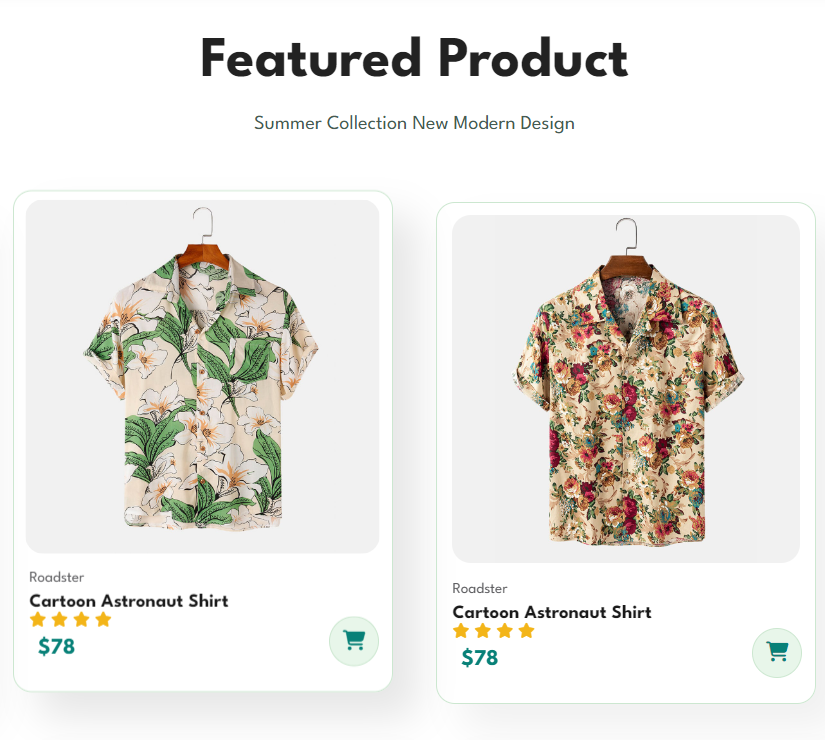 Featured Product
Summer Collection New Modern Design
Roadster
Cartoon Astronaut Shirt
$78
Roadster
Cartoon Astronaut Shirt
$78